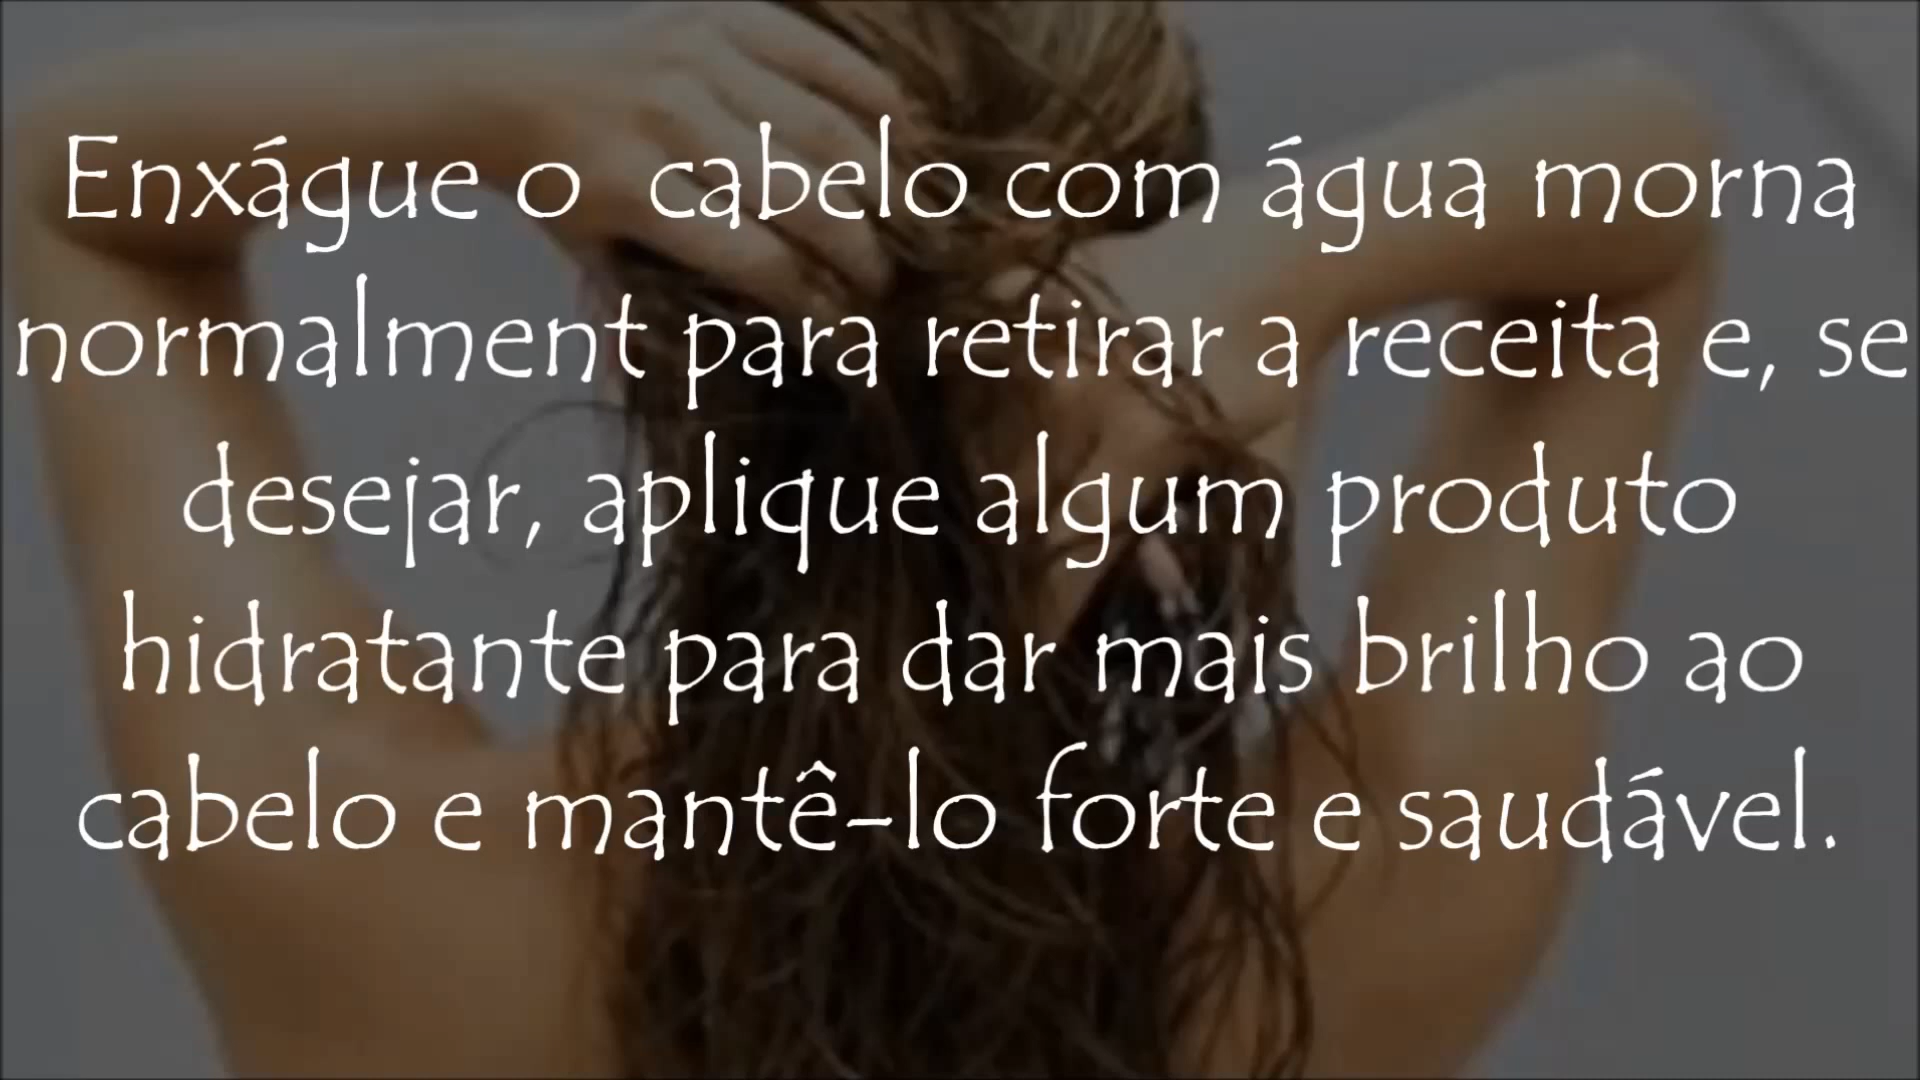 Enxágue o  cabelo com água morna
normalment para retirar a receita e, se
desejar, aplique algum produto
hidratante para dar mais brilho ao
cabelo e mantê-lo forte e saudável.